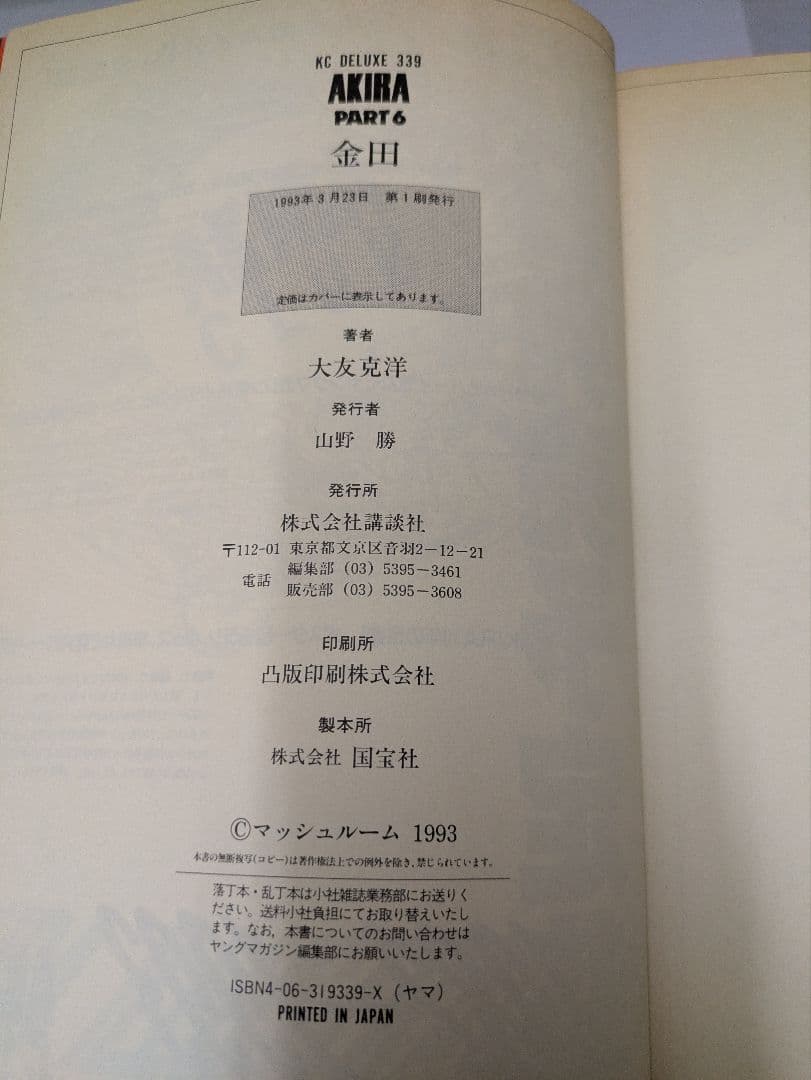 KC DELUXE 339
AKIRA
PART6
金田
1993年3月23日　第1刷発行
定価はカバーに表示してあります。
著者
大友克洋
発行者
山野　勝
発行所
株式会社講談社
〒112-01 東京都文京区音羽2−12−21
電話 編集部 (03) 5395−3461
販売部 (03) 5395−3608
印刷所
凸版印刷株式会社
製本所
株式会社 国宝社
©マッシュルーム 1993
本書の無断複写(コピー)は著作権法上での例外を除き,禁じられています。
落丁本・乱丁本は小社雑誌業務部にお送りく
ださい。送料小社負担にてお取り替えいたし
ます。なお,本書についてのお問い合わせは
ヤングマガジン編集部にお願いいたします。
ISBN4-06-319339-X (ヤマ)
PRINTED IN JAPAN